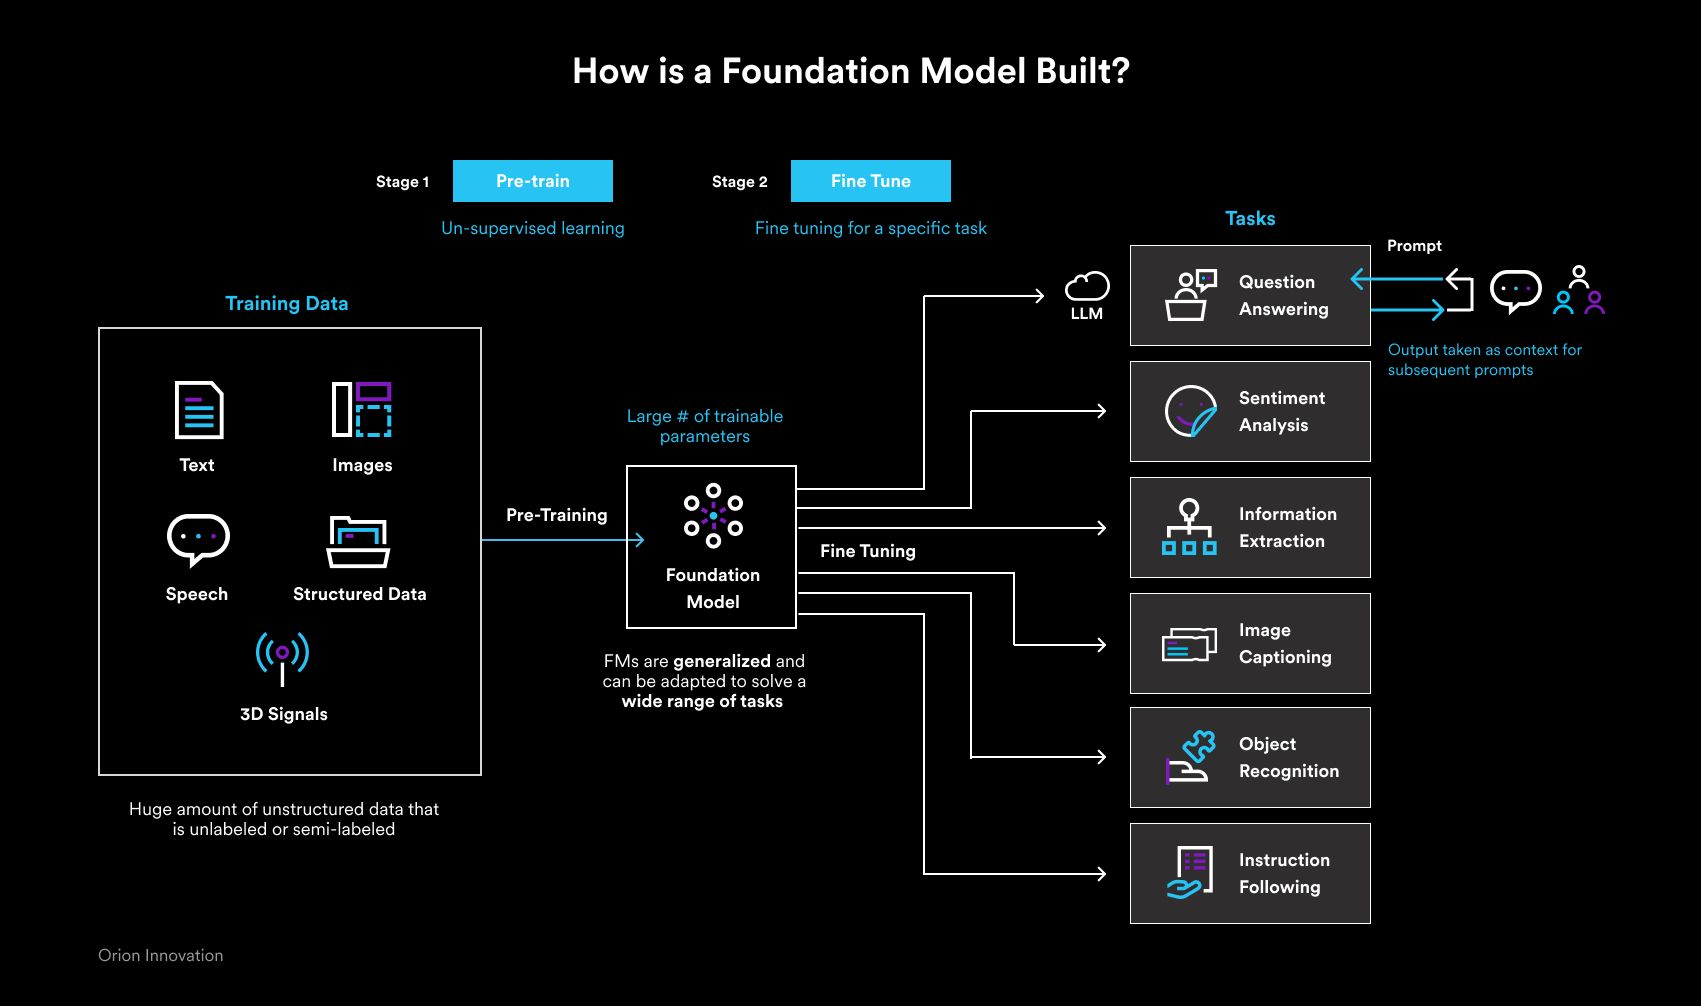 How is a Foundation Model Built?
Stage 1
Pre-train
Un-supervised learning
Stage 2
Fine Tune
Fine tuning for a specific task
Training Data
Text
Images
Speech
Structured Data
3D Signals
Huge amount of unstructured data that
is unlabeled or semi-labeled
Pre-Training
Large # of trainable
parameters
Foundation
Model
FMs are generalized and
can be adapted to solve a
wide range of tasks
Fine Tuning
LLM
Tasks
Question
Answering
Prompt
Output taken as context for
subsequent prompts
Sentiment
Analysis
Information
Extraction
Image
Captioning
Object
Recognition
Instruction
Following
Orion Innovation